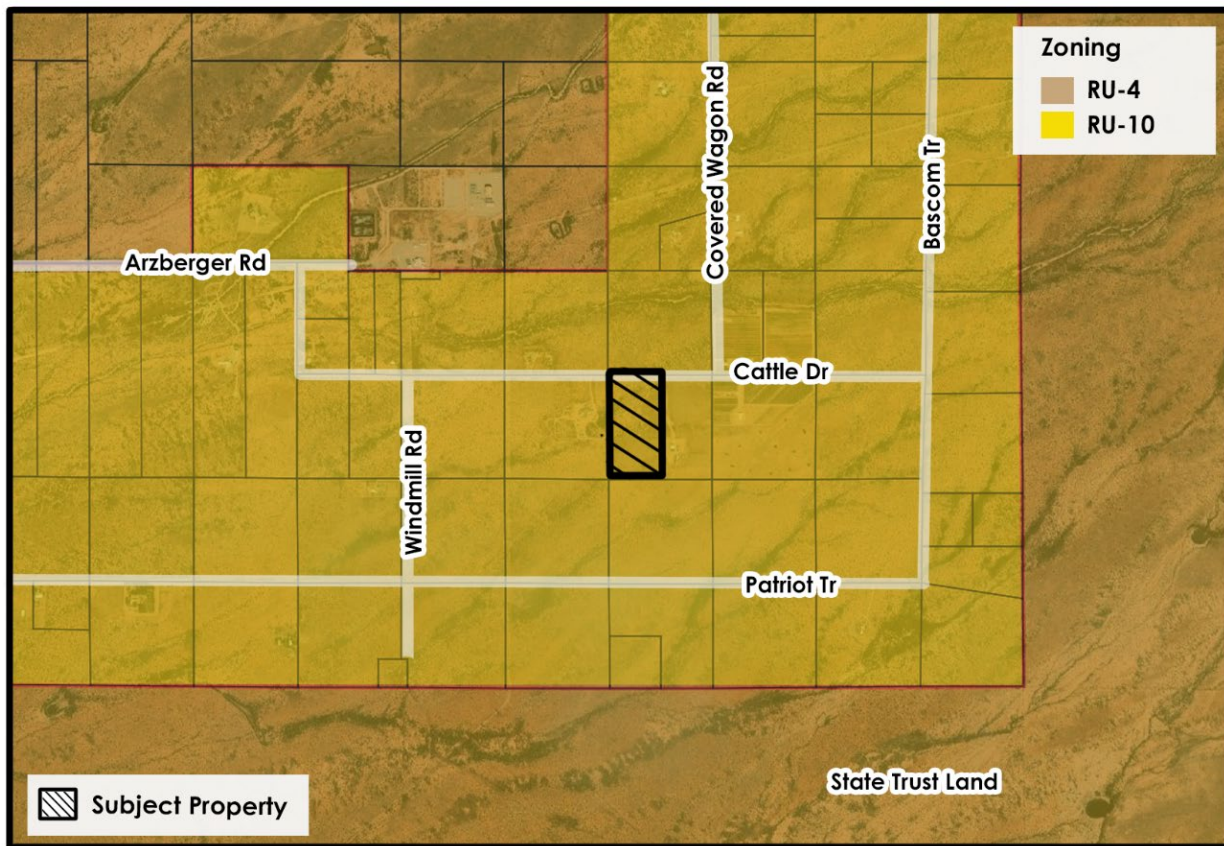 Zoning
RU-4
RU-10
Covered Wagon Rd
Bascom Tr
Arzberger Rd
Cattle Dr
Windmill Rd
Patriot Tr
State Trust Land
Subject Property